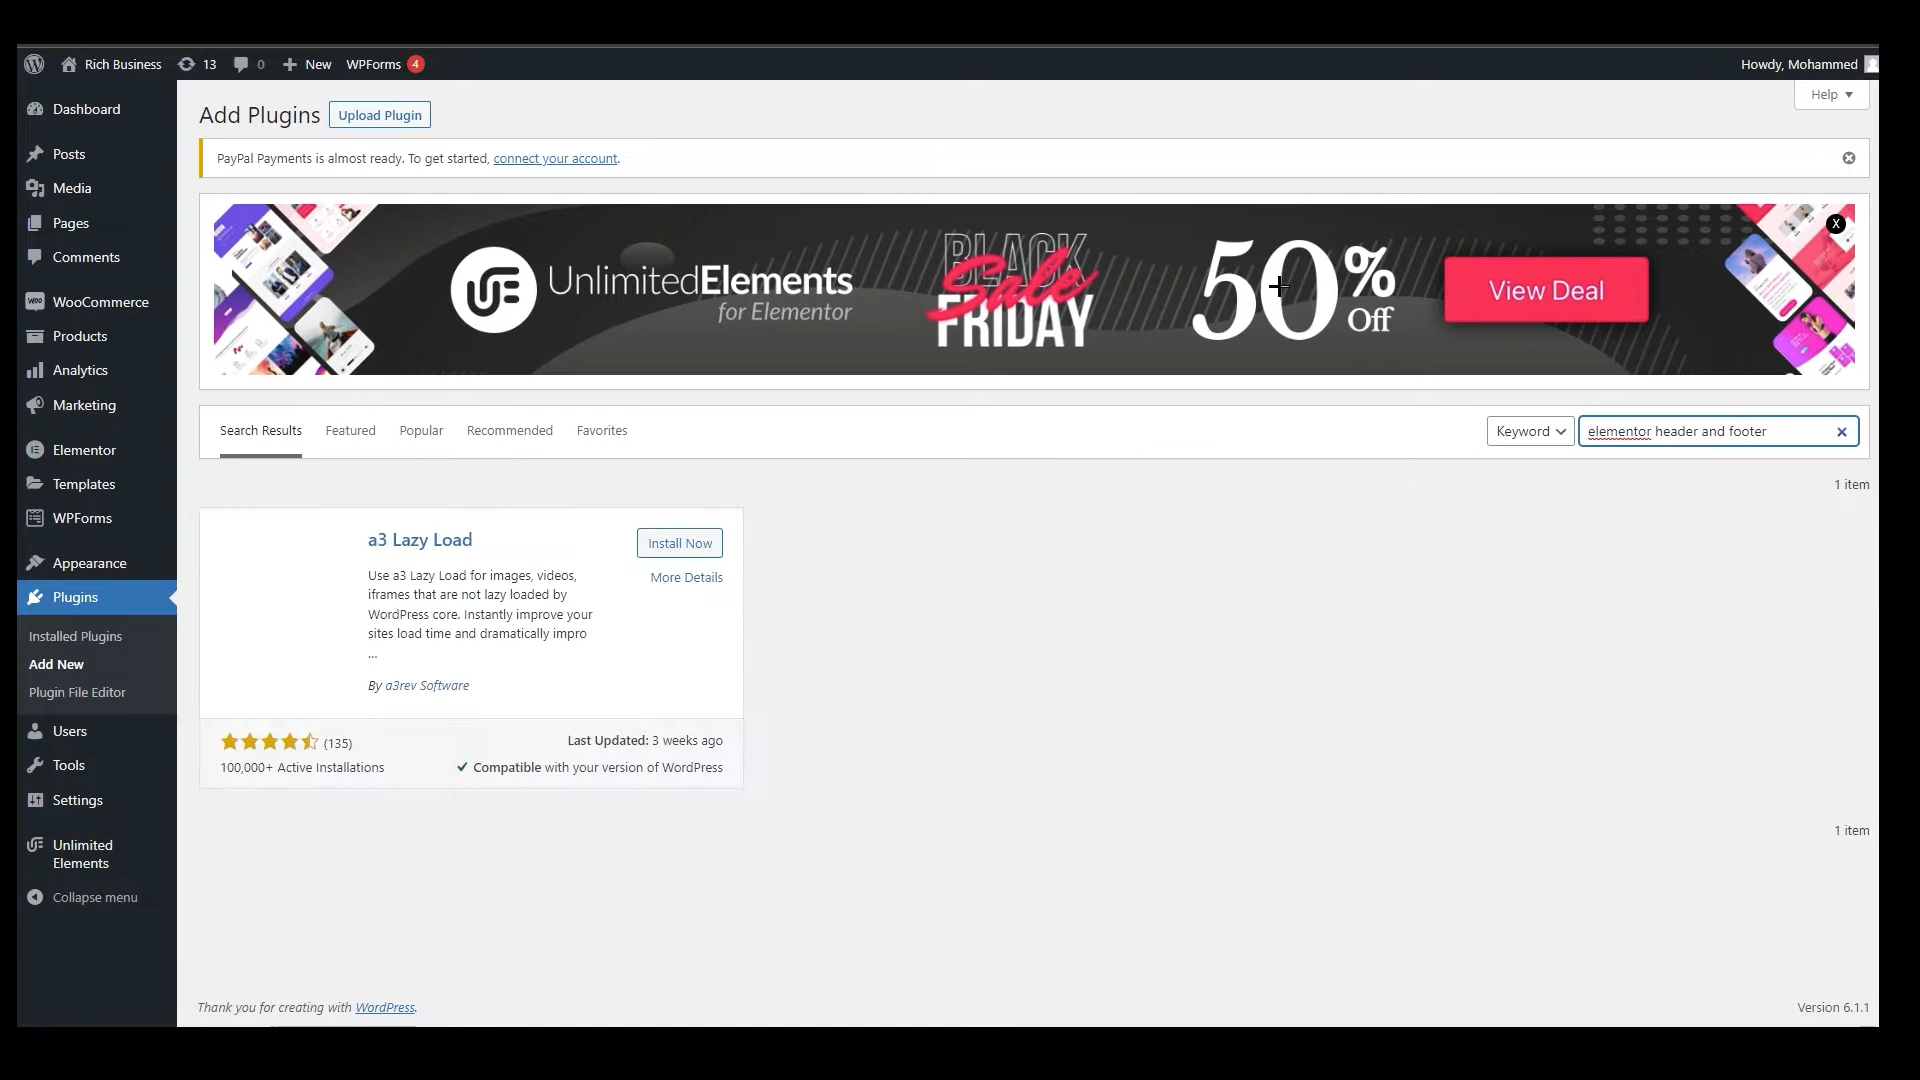 Rich Business 13 0 New WPForms 4 Howdy, Mohammed
Help
Dashboard
Posts
Media
Pages
Comments
WooCommerce
Products
Analytics
Marketing
Elementor
Templates
WPForms
Appearance
Plugins
Installed Plugins
Add New
Plugin File Editor
Users
Tools
Settings
Unlimited
Elements
Collapse menu
Add Plugins Upload Plugin
PayPal Payments is almost ready. To get started, connect your account.
X
UnlimitedElements
for Elementor
BLACK
Sale
FRIDAY
50%
Off
View Deal
Search Results Featured Popular Recommended Favorites Keyword elementor header and footer
1 item
a3 Lazy Load
Install Now
More Details
Use a3 Lazy Load for images, videos,
iframes that are not lazy loaded by
WordPress core. Instantly improve your
sites load time and dramatically impro
...
By a3rev Software
(135)
Last Updated: 3 weeks ago
100,000+ Active Installations
Compatible with your version of WordPress
1 item
Thank you for creating with WordPress.
Version 6.1.1